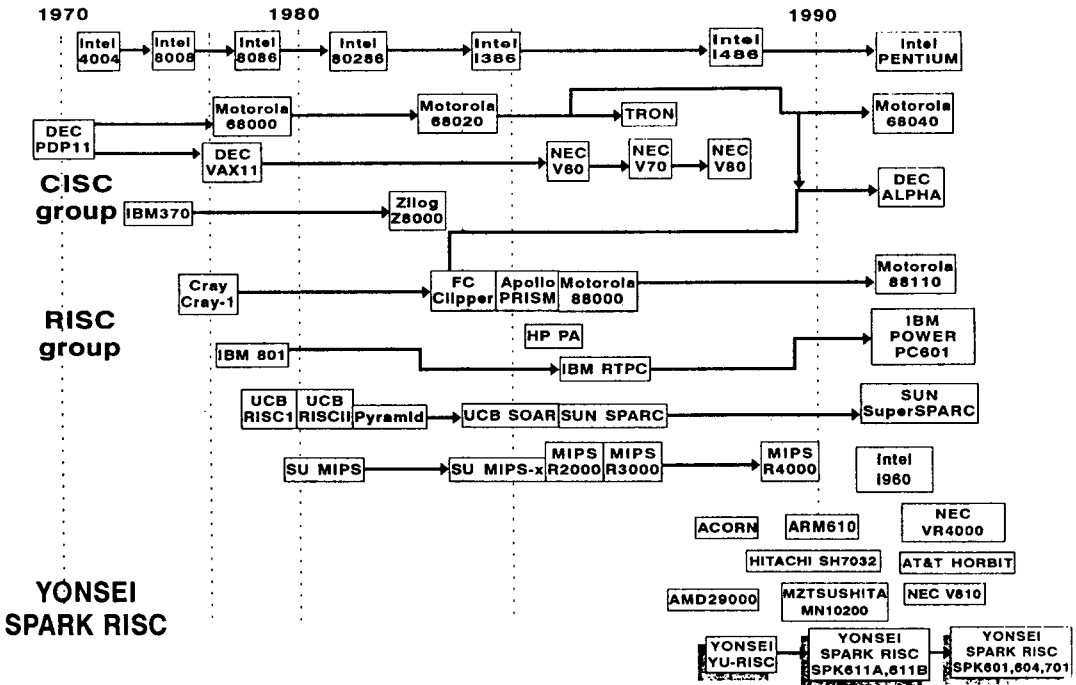 1970
1980
1990
Intel
4004
Intel
8008
Intel
8086
Intel
80286
Intel
I386
Intel
I486
Intel
PENTIUM
Motorola
68000
Motorola
68020
TRON
Motorola
68040
DEC
PDP11
DEC
VAX11
NEC
V60
NEC
V70
NEC
V80
DEC
ALPHA
CISC
group
IBM370
Zilog
Z8000
Cray
Cray-1
FC
Clipper
Apollo
PRISM
Motorola
88000
Motorola
88110
RISC
group
HP PA
IBM 801
IBM RTPC
IBM
POWER
PC601
UCB
RISC1
UCB
RISCII
Pyramid
UCB SOAR
SUN SPARC
SUN
SuperSPARC
SU MIPS
SU MIPS-x
MIPS
R2000
MIPS
R3000
MIPS
R4000
Intel
i960
ACORN
ARM610
NEC
VR4000
HITACHI SH7032
AT&T HORBIT
AMD29000
MZTSUSHITA
MN10200
NEC V810
YONSEI
SPARK RISC
YONSEI
YU-RISC
YONSEI
SPARK RISC
SPK611A,611B
YONSEI
SPARK RISC
SPK601,604,701